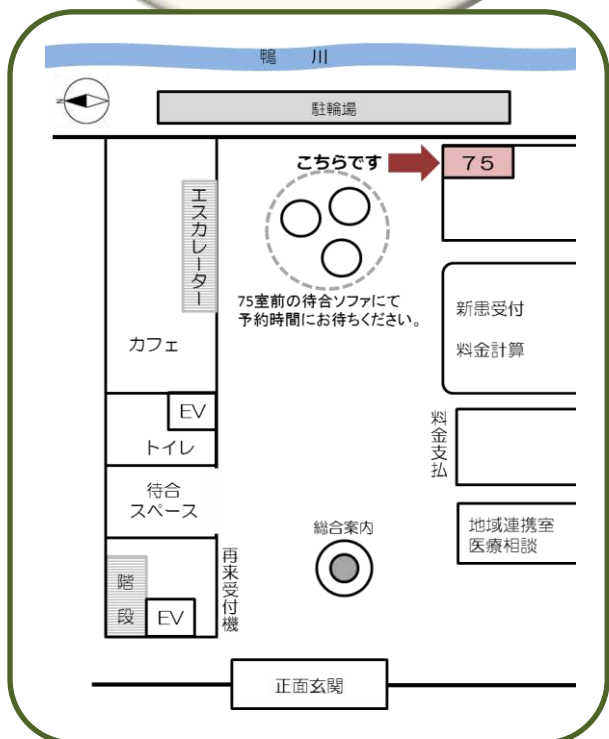 鴨 川
N
駐輪場
こちらです
75
エスカレーター
75室前の待合ソファにて
予約時間にお待ちください。
新患受付
料金計算
カフェ
EV
トイレ
料金支払
待合
スペース
総合案内
地域連携室
医療相談
再来受付機
階段
EV
正面玄関